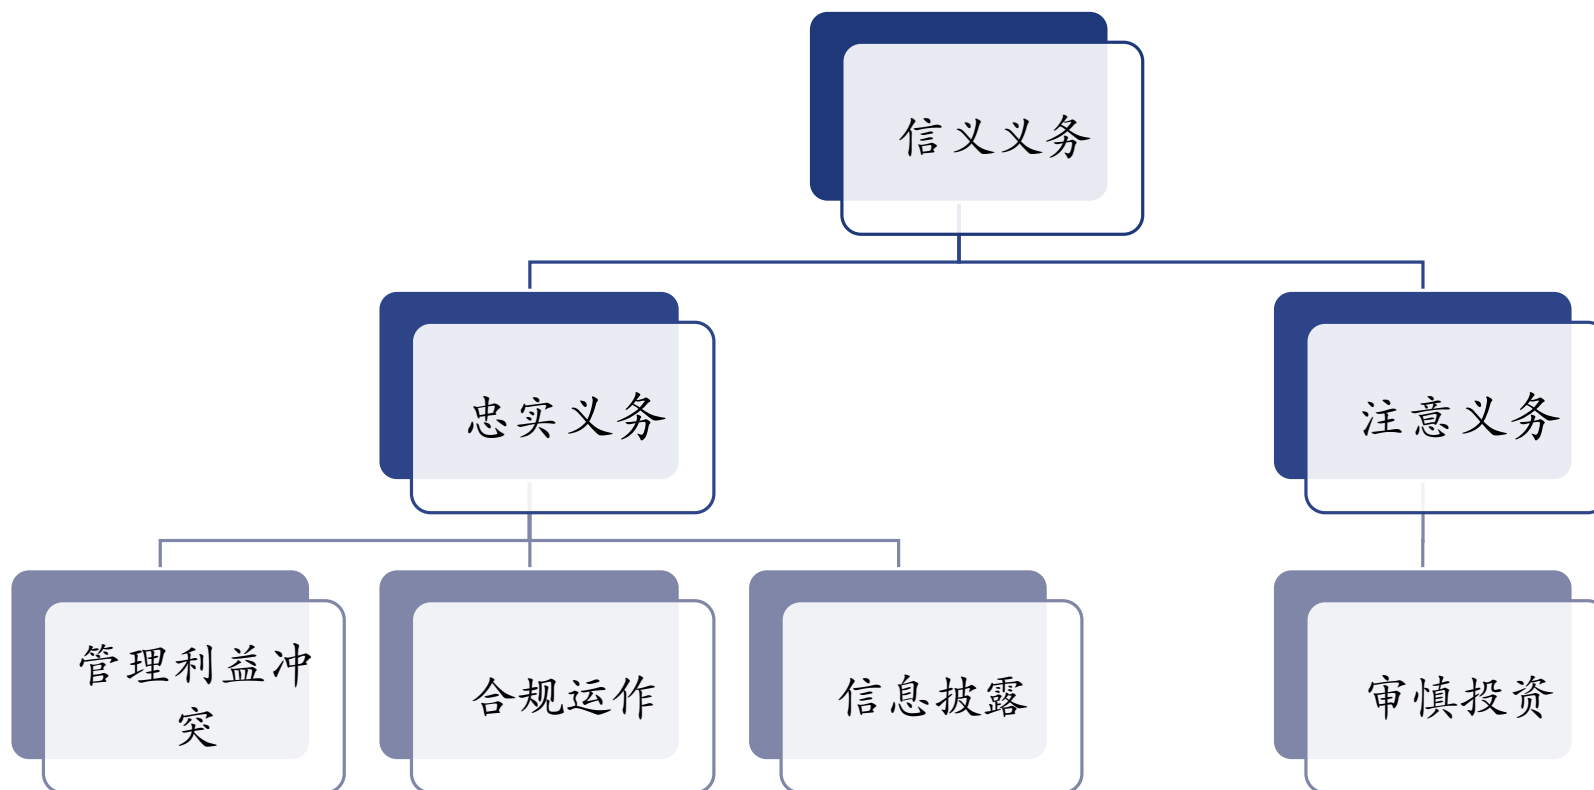 信义义务
忠实义务
注意义务
管理利益冲
突
合规运作
信息披露
审慎投资